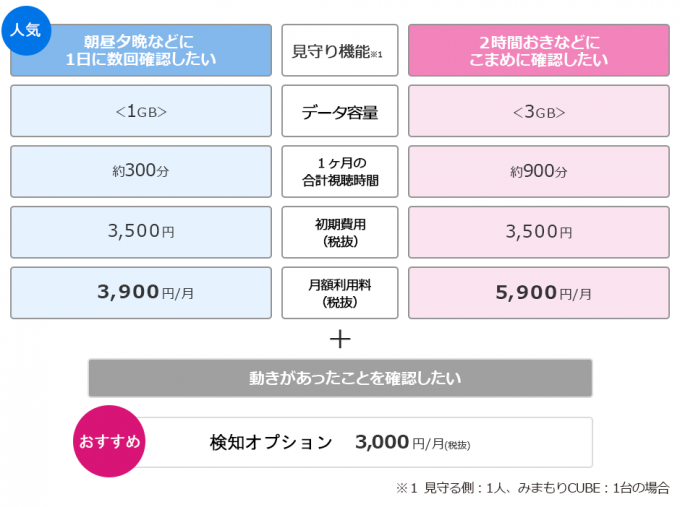 人気
朝昼夕晩などに
1日に数回確認したい
見守り機能※1
2時間おきなどに
こまめに確認したい
＜1GB＞
データ容量
＜3GB＞
約300分
1ヶ月の
合計視聴時間
約900分
3,500円
初期費用
（税抜）
3,500円
3,900円/月
月額利用料
（税抜）
5,900円/月
＋
動きがあったことを確認したい
おすすめ
検知オプション 3,000円/月(税抜)
※1 見守る側：1人、みまもりCUBE：1台の場合